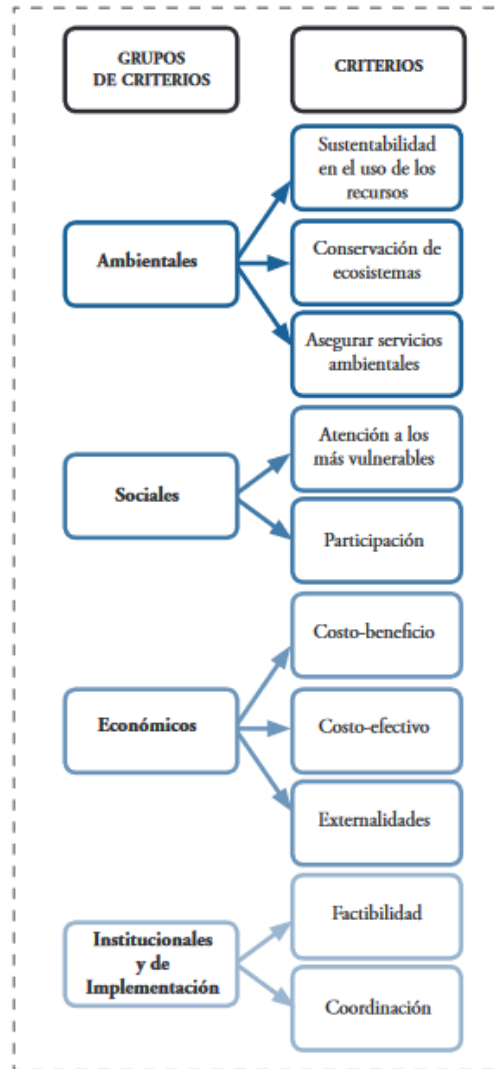 GRUPOS
DE CRITERIOS
CRITERIOS
Ambientales
Sustentabilidad
en el uso de los
recursos
Conservación de
ecosistemas
Asegurar servicios
ambientales
Sociales
Atención a los
más vulnerables
Participación
Económicos
Costo-beneficio
Costo-efectivo
Externalidades
Institucionales
y de
Implementación
Factibilidad
Coordinación